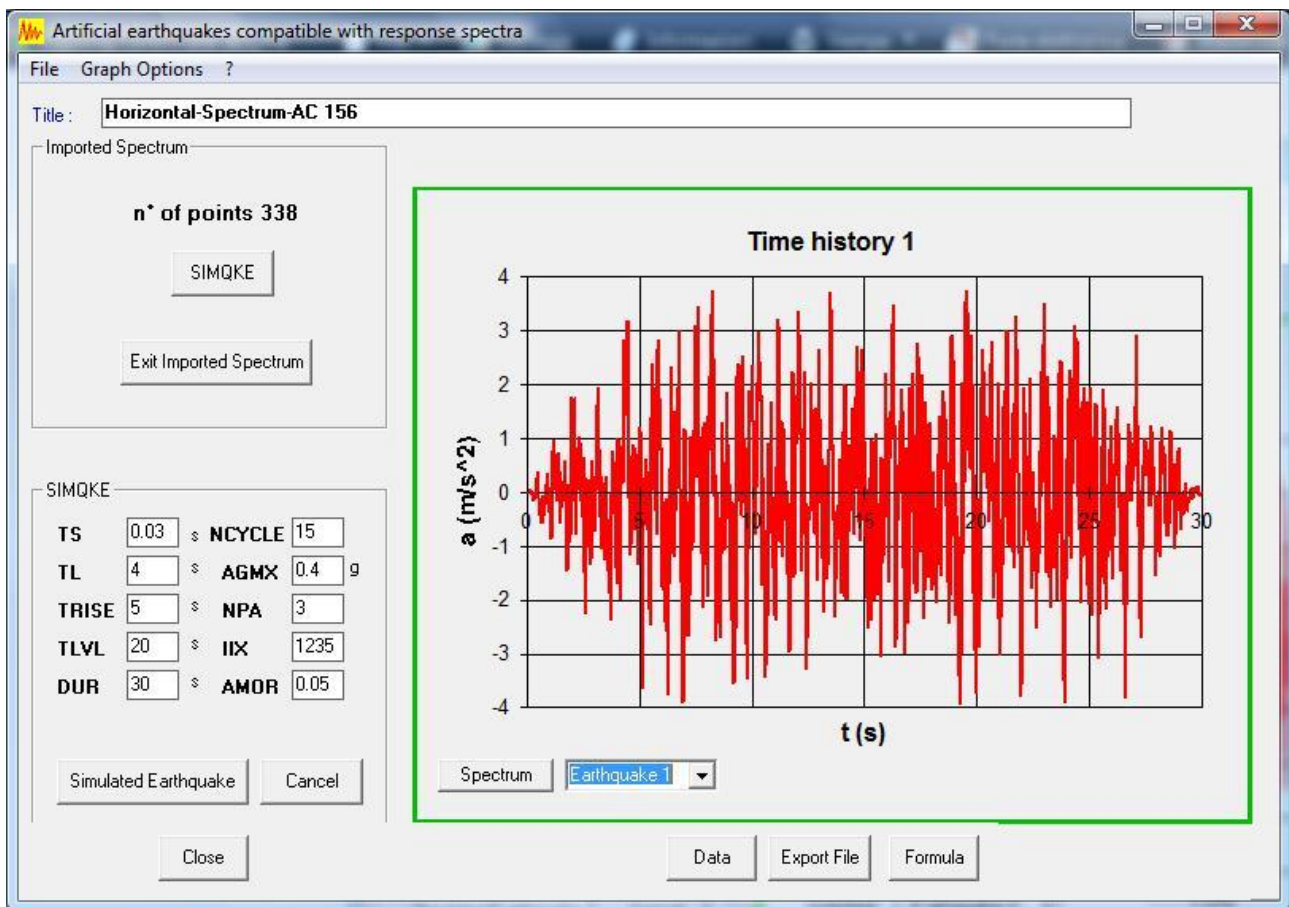 Artificial earthquakes compatible with response spectra
File Graph Options ?
Title : Horizontal-Spectrum-AC 156
Imported Spectrum
n° of points 338
SIMQKE
Exit Imported Spectrum
SIMQKE
TS 0.03 s NCYCLE 15
TL 4 s AGMX 0.4 g
TRISE 5 s NPA 3
TLVL 20 s IIX 1235
DUR 30 s AMOR 0.05
Simulated Earthquake Cancel
Close
Time history 1
a (m/s^2)
4
3
2
1
0
-1
-2
-3
-4
0 5 10 15 20 25 30
t (s)
Spectrum Earthquake 1
Data Export File Formula